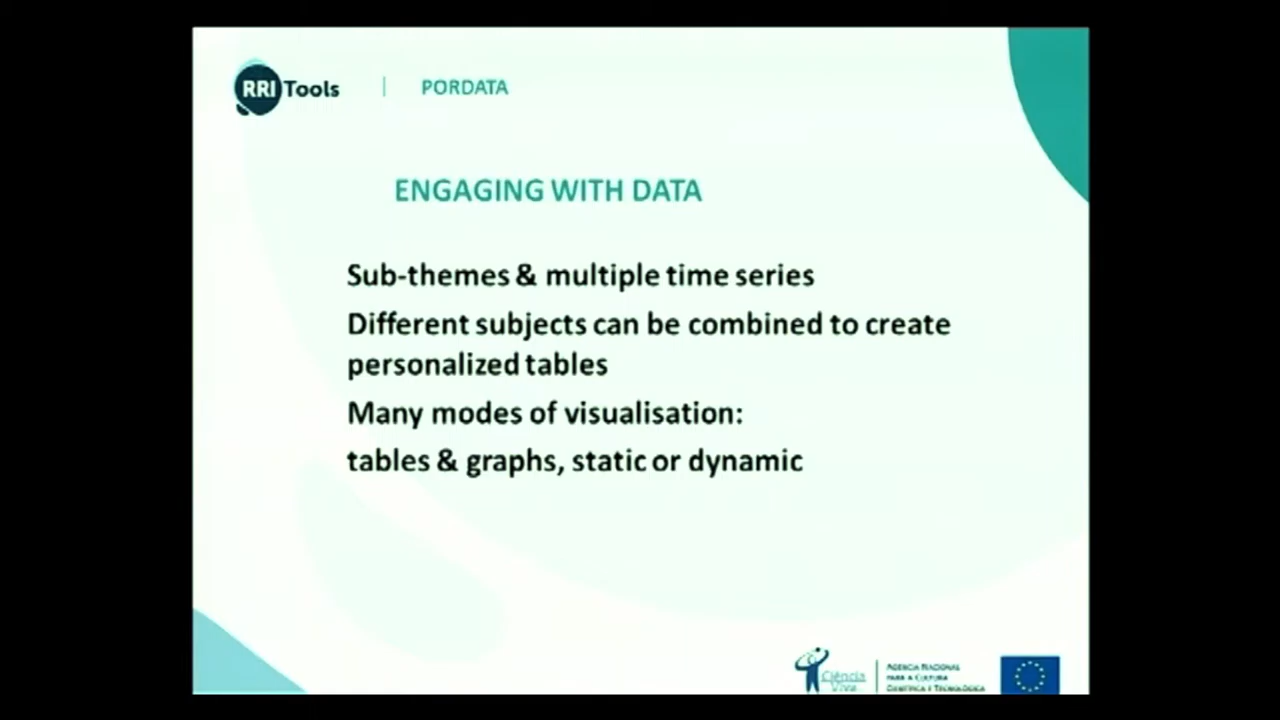 RRI Tools | PORDATA
ENGAGING WITH DATA
Sub-themes & multiple time series
Different subjects can be combined to create
personalized tables
Many modes of visualisation:
tables & graphs, static or dynamic
Ciência
Viva
AGENCIA NACIONAL
PARA A CULTURA
CIENTÍFICA E TECNOLÓGICA